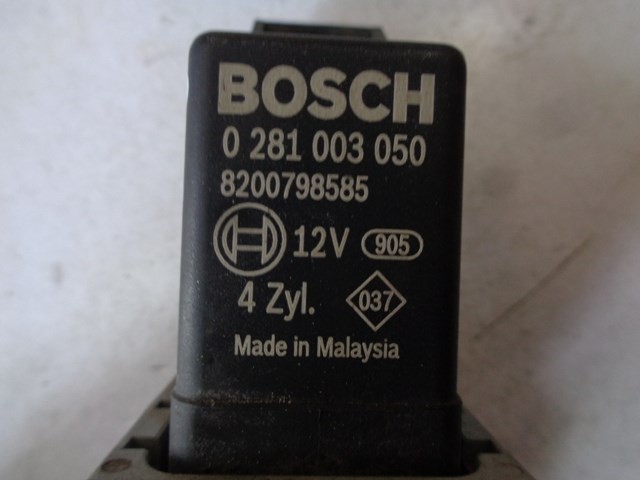 BOSCH
0 281 003 050
8200798585
12V 905
4 Zyl. 037
Made in Malaysia